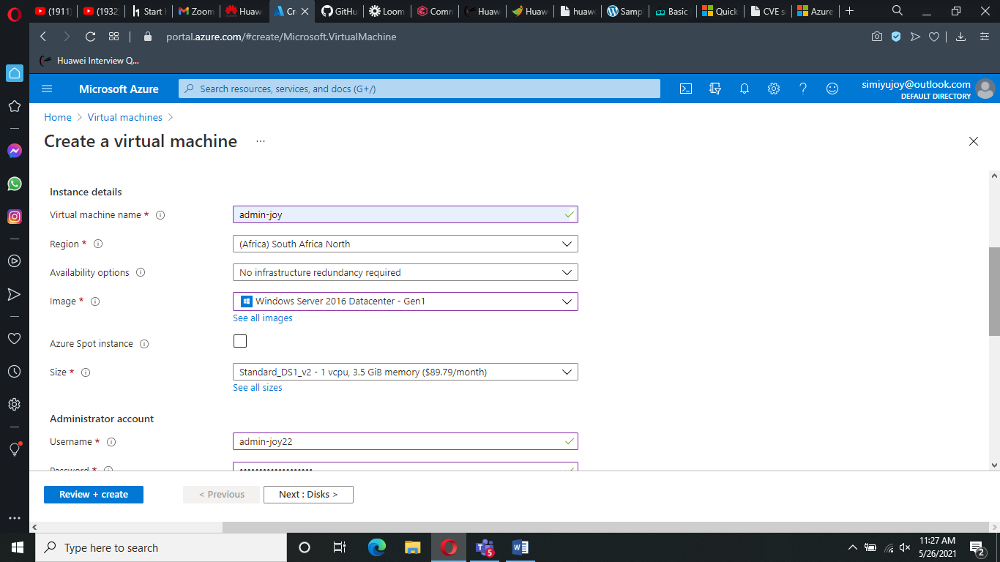 (1911)
(1932)
Start
Zoom
Huaw
Cr
GitHu
Loom
Comn
Huaw
Huaw
huaw
Sampl
Basic
Quick
CVE s
Azure
portal.azure.com/#create/Microsoft.VirtualMachine
Huawei Interview Q...
Microsoft Azure
Search resources, services, and docs (G+/)
simiyujoy@outlook.com
DEFAULT DIRECTORY
Home > Virtual machines >
Create a virtual machine ...
Instance details
Virtual machine name *
admin-joy
Region *
(Africa) South Africa North
Availability options
No infrastructure redundancy required
Image *
Windows Server 2016 Datacenter - Gen1
See all images
Azure Spot instance
Size *
Standard_DS1_v2 - 1 vcpu, 3.5 GiB memory ($89.79/month)
See all sizes
Administrator account
Username *
admin-joy22
Password *
Review + create
< Previous
Next : Disks >
Type here to search
5
11:27 AM
5/26/2021
2